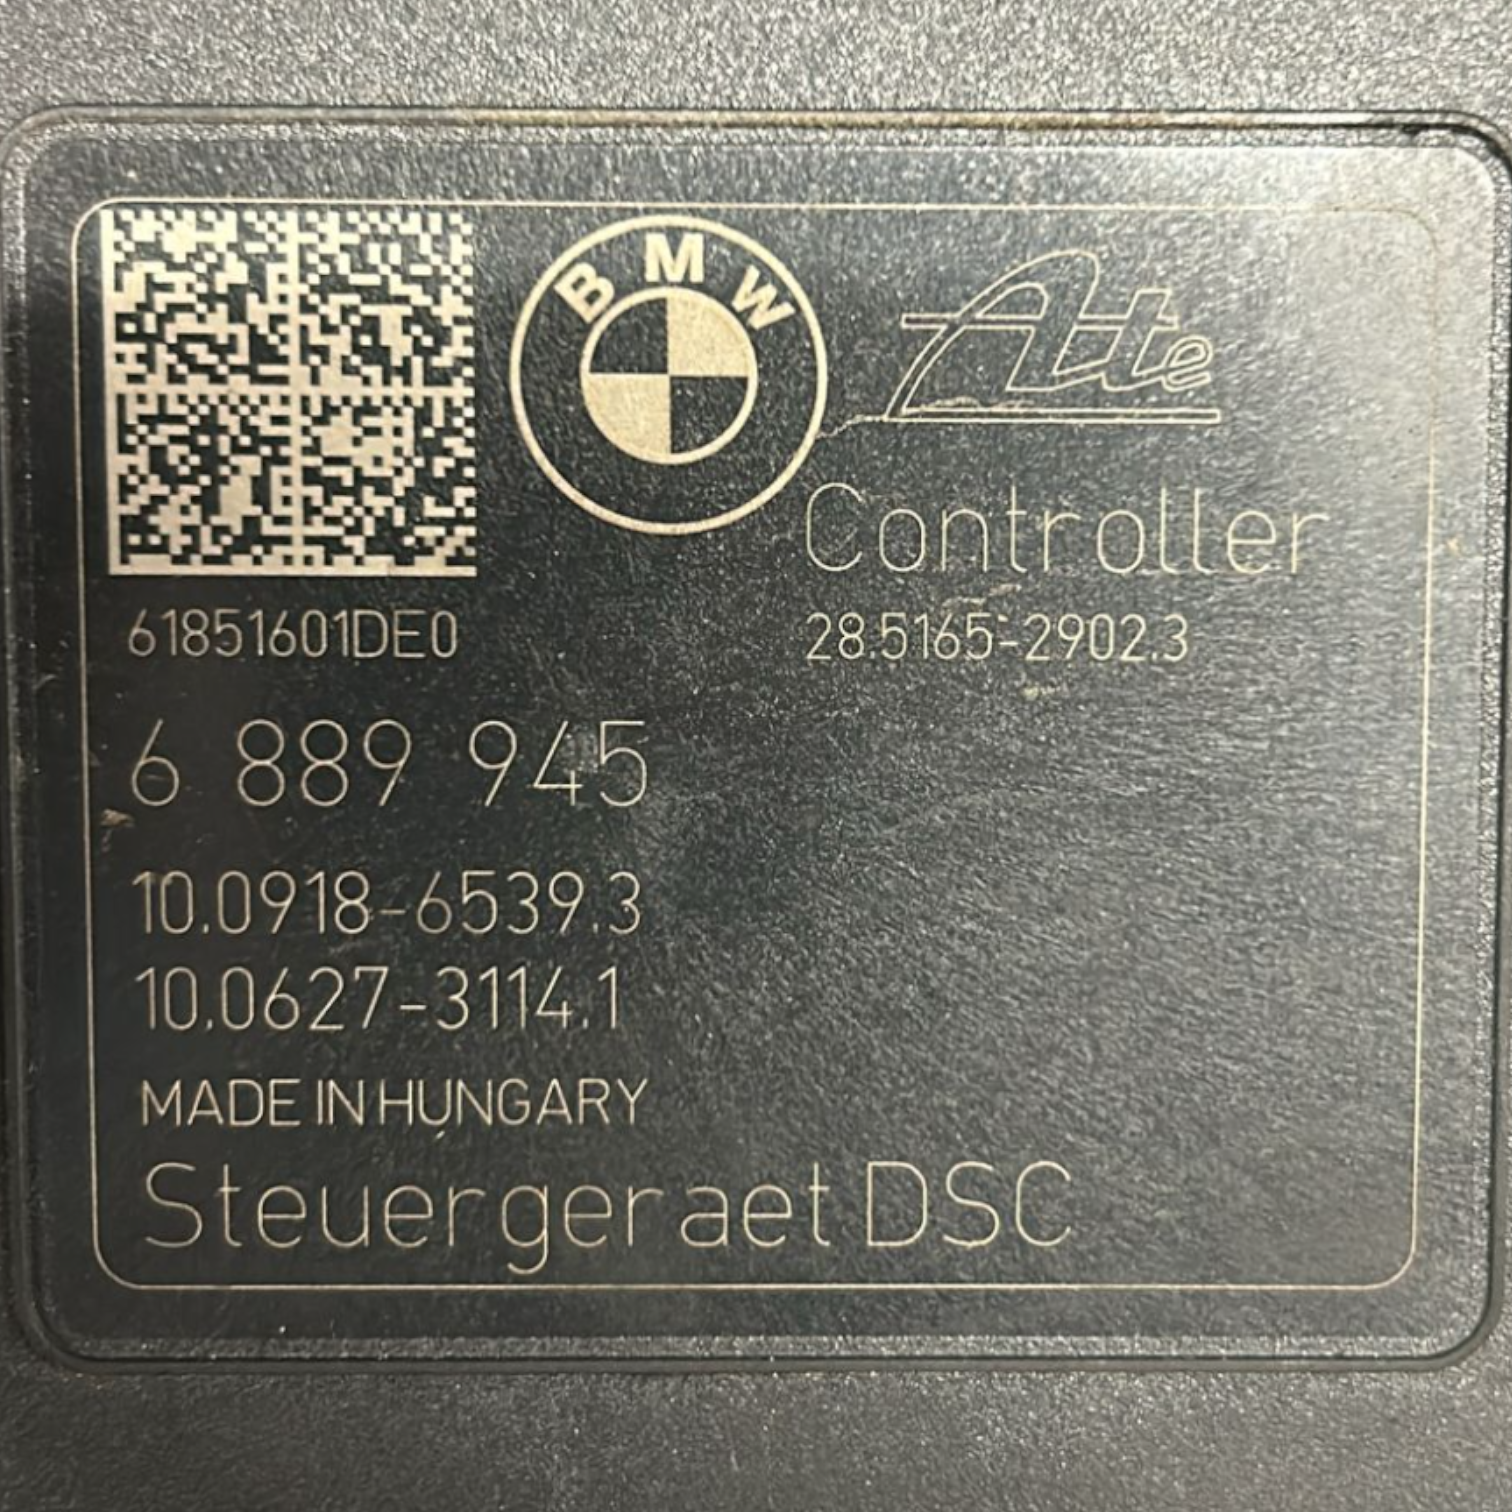 BMW
Ate
Controller
61851601DE0
28.5165-2902.3
6 889 945
10.0918-6539.3
10.0627-3114.1
MADE IN HUNGARY
Steuergeraet DSC